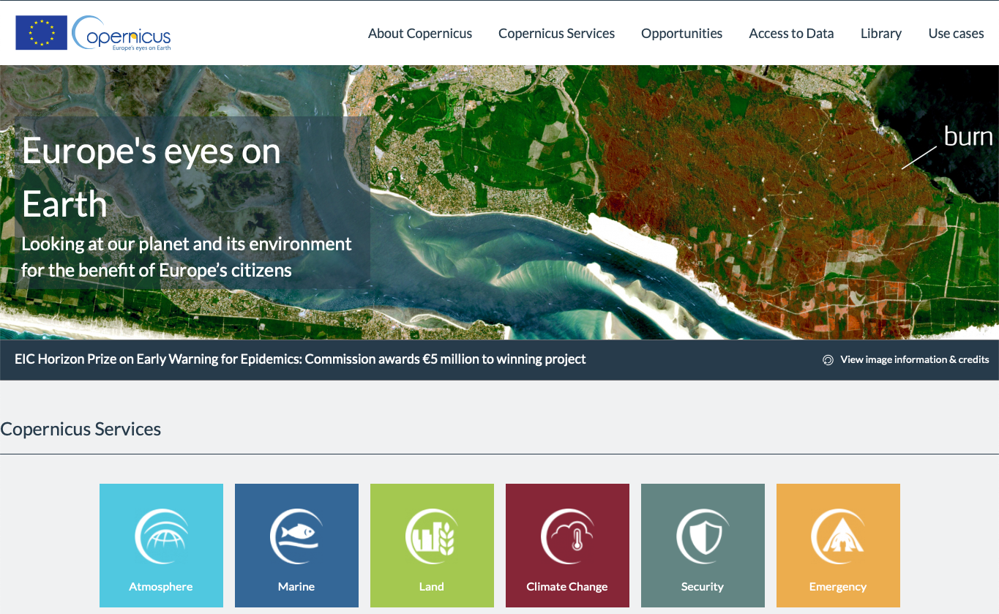 Copernicus
Europe's eyes on Earth
About Copernicus
Copernicus Services
Opportunities
Access to Data
Library
Use cases
Europe's eyes on
Earth
Looking at our planet and its environment
for the benefit of Europe’s citizens
burn
EIC Horizon Prize on Early Warning for Epidemics: Commission awards €5 million to winning project
View image information & credits
Copernicus Services
Atmosphere
Marine
Land
Climate Change
Security
Emergency